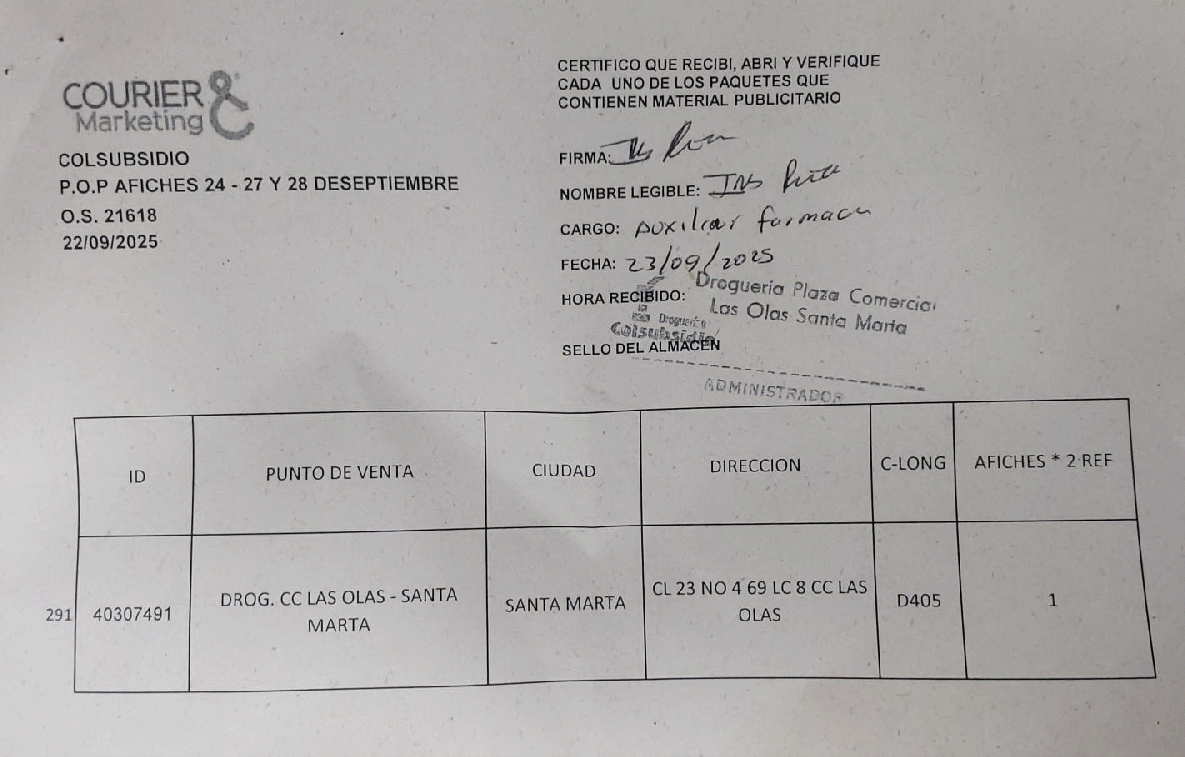 COURIER &
Marketing
COLSUBSIDIO
P.O.P AFICHES 24 - 27 Y 28 DESEPTIEMBRE
O.S. 21618
22/09/2025
CERTIFICO QUE RECIBI, ABRI Y VERIFIQUE
CADA UNO DE LOS PAQUETES QUE
CONTIENEN MATERIAL PUBLICITARIO
FIRMA:
NOMBRE LEGIBLE:
CARGO: Auxiliar farmacia
FECHA: 23/09/2025
HORA RECIBIDO:
Drogueria Plaza Comercial
Las Olas Santa Marta
Drogueria
Colsubsidio
SELLO DEL ALMACEN
ADMINISTRADOR
ID PUNTO DE VENTA CIUDAD DIRECCION C-LONG AFICHES * 2 REF
291 40307491 DROG. CC LAS OLAS - SANTA MARTA SANTA MARTA CL 23 NO 4 69 LC 8 CC LAS OLAS D405 1